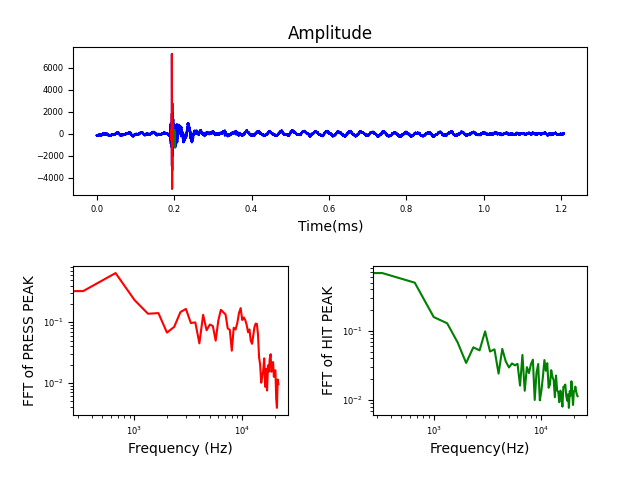 Amplitude
6000
4000
2000
0
−2000
−4000
0.0 0.2 0.4 0.6 0.8 1.0 1.2
Time(ms)
FFT of PRESS PEAK
10⁻¹
10⁻²
10³ 10⁴
Frequency (Hz)
FFT of HIT PEAK
10⁻¹
10⁻²
10³ 10⁴
Frequency(Hz)